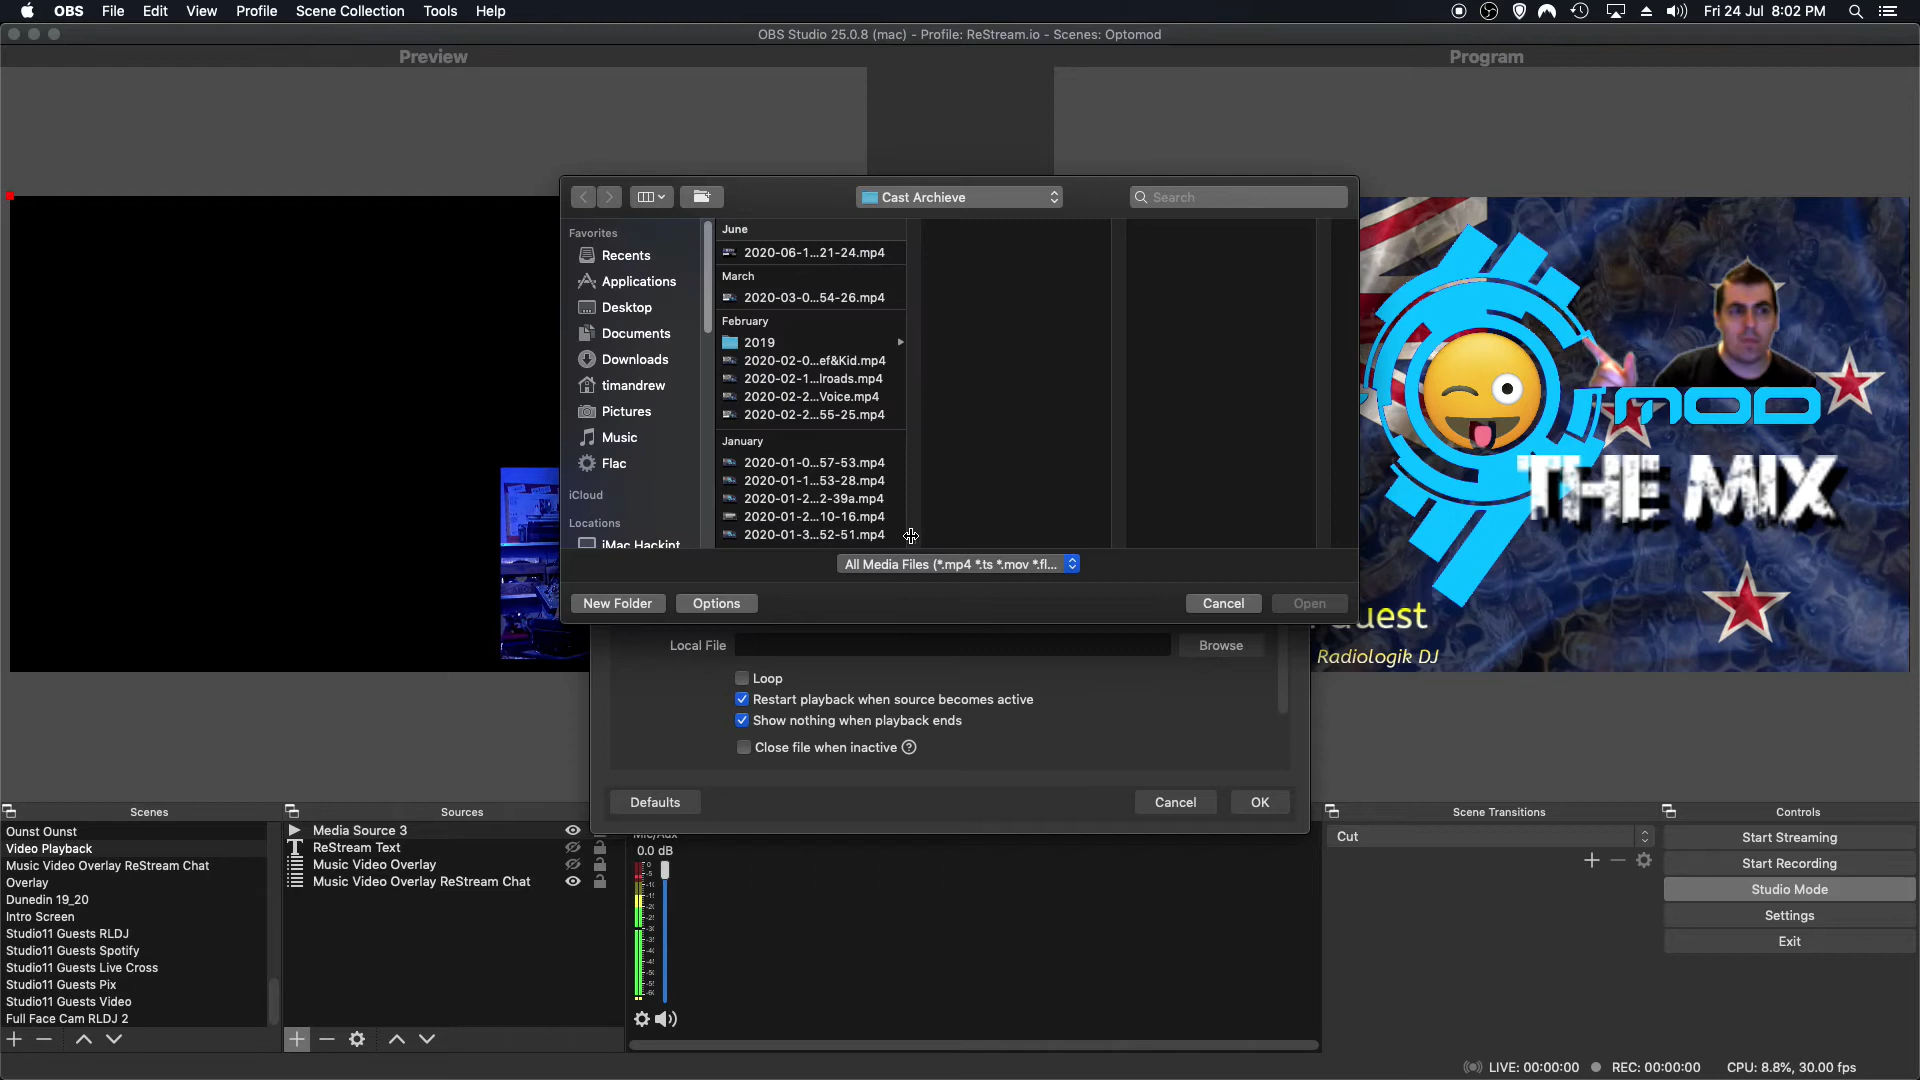 OBS File Edit View Profile Scene Collection Tools Help
Fri 24 Jul 8:02 PM
OBS Studio 25.0.8 (mac) - Profile: ReStream.io - Scenes: Optomod
Preview
Program
Cast Archieve
Search
Favorites
Recents
Applications
Desktop
Documents
Downloads
timandrew
Pictures
Music
Flac
iCloud
Locations
iMac Hackint
June
2020-06-1...21-24.mp4
March
2020-03-0...54-26.mp4
February
2019
2020-02-0...ef&Kid.mp4
2020-02-1...lroads.mp4
2020-02-2...Voice.mp4
2020-02-2...55-25.mp4
January
2020-01-0...57-53.mp4
2020-01-1...53-28.mp4
2020-01-2...2-39a.mp4
2020-01-2...10-16.mp4
2020-01-3...52-51.mp4
All Media Files (*.mp4 *.ts *.mov *.fl...
New Folder
Options
Cancel
Open
Local File
Browse
Loop
Restart playback when source becomes active
Show nothing when playback ends
Close file when inactive
?
Defaults
Cancel
OK
MOD
THE MIX
Guest
Radiologik DJ
Scenes
Ounst Ounst
Video Playback
Music Video Overlay ReStream Chat
Overlay
Dunedin 19_20
Intro Screen
Studio11 Guests RLDJ
Studio11 Guests Spotify
Studio11 Guests Live Cross
Studio11 Guests Pix
Studio11 Guests Video
Full Face Cam RLDJ 2
Sources
Media Source 3
ReStream Text
Music Video Overlay
Music Video Overlay ReStream Chat
Mic/Aux
0.0 dB
Scene Transitions
Cut
Controls
Start Streaming
Start Recording
Studio Mode
Settings
Exit
LIVE: 00:00:00
REC: 00:00:00
CPU: 8.8%, 30.00 fps